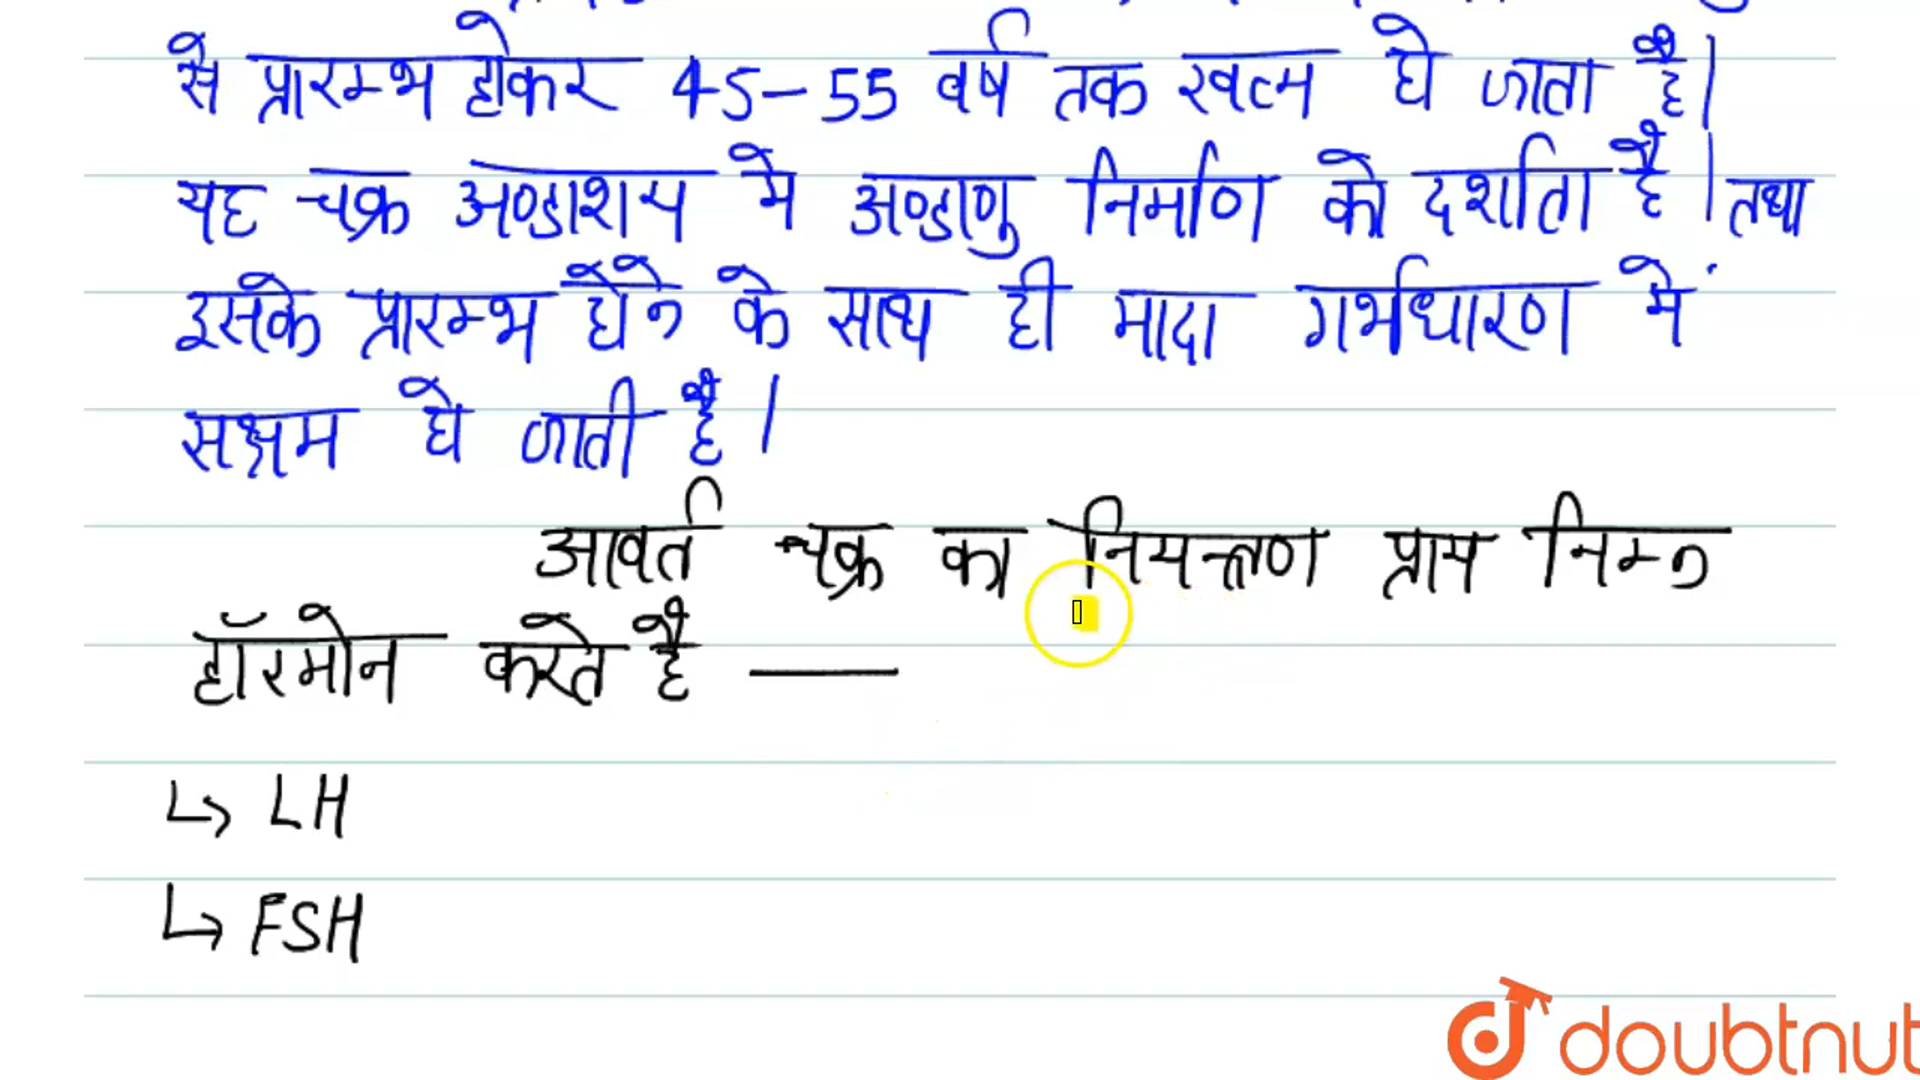 से प्रारम्भ होकर 45-55 वर्ष तक खत्म हो जाता है।
यह चक्र अण्डाशय मे अण्डाणु निर्माण को दर्शाता है। तथा
इसके प्रारम्भ होने के साथ ही मादा गर्भधारण में
सक्षम हो जाती है।
आवर्त चक्र का नियन्त्रण प्राय निम्न
हॉरमोन करते है —
↳ LH
↳ FSH
doubtnut